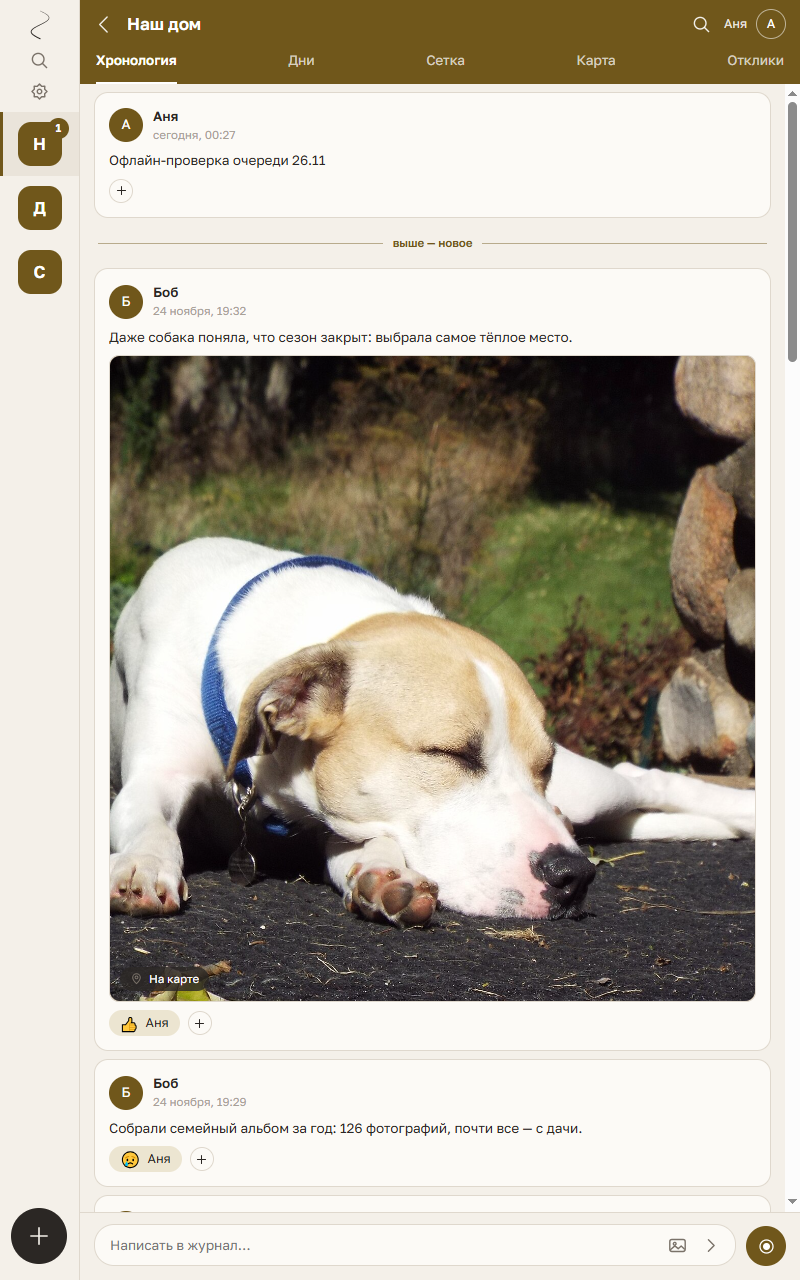 Наш дом
Аня
А
Хронология
Дни
Сетка
Карта
Отклики
Н
1
Д
С
А
Аня
сегодня, 00:27
Офлайн-проверка очереди 26.11
выше — новое
Б
Боб
24 ноября, 19:32
Даже собака поняла, что сезон закрыт: выбрала самое тёплое место.
На карте
Аня
Б
Боб
24 ноября, 19:29
Собрали семейный альбом за год: 126 фотографий, почти все — с дачи.
Аня
Написать в журнал...